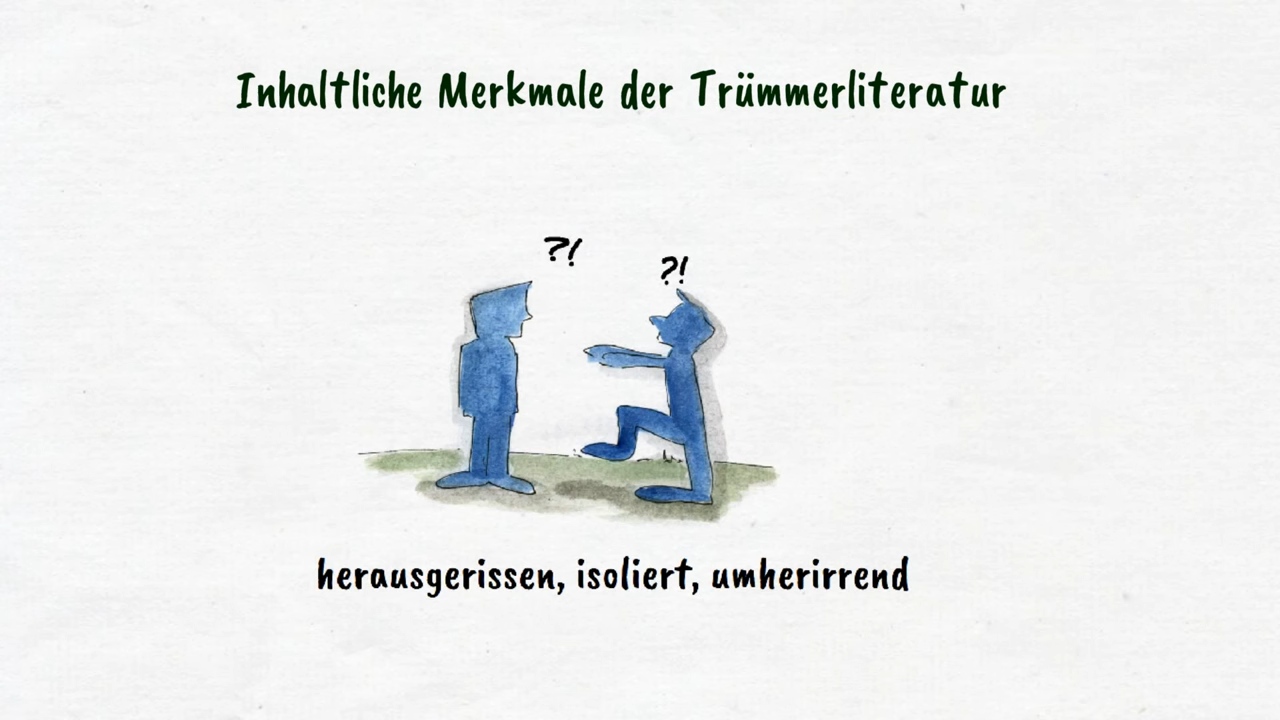 Inhaltliche Merkmale der Trümmerliteratur
?!
?!
herausgerissen, isoliert, umherirrend